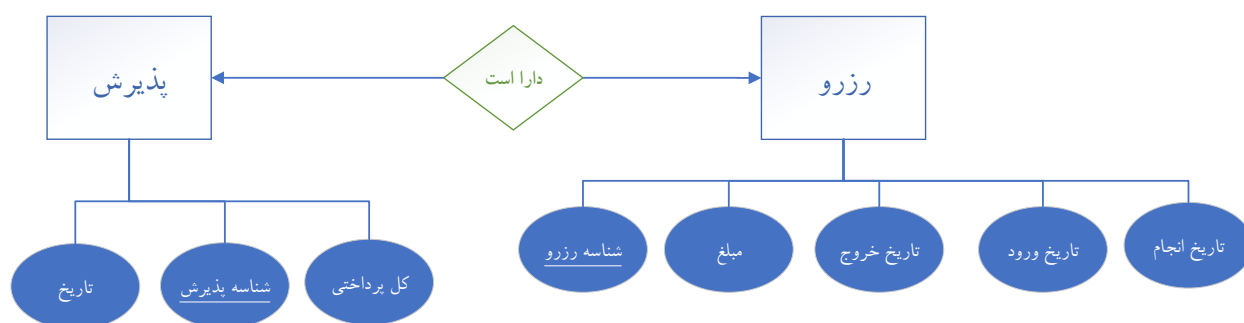 رزرو
دارا است
پذیرش
تاریخ انجام
تاریخ ورود
تاریخ خروج
مبلغ
شناسه رزرو
کل پرداختی
شناسه پذیرش
تاریخ